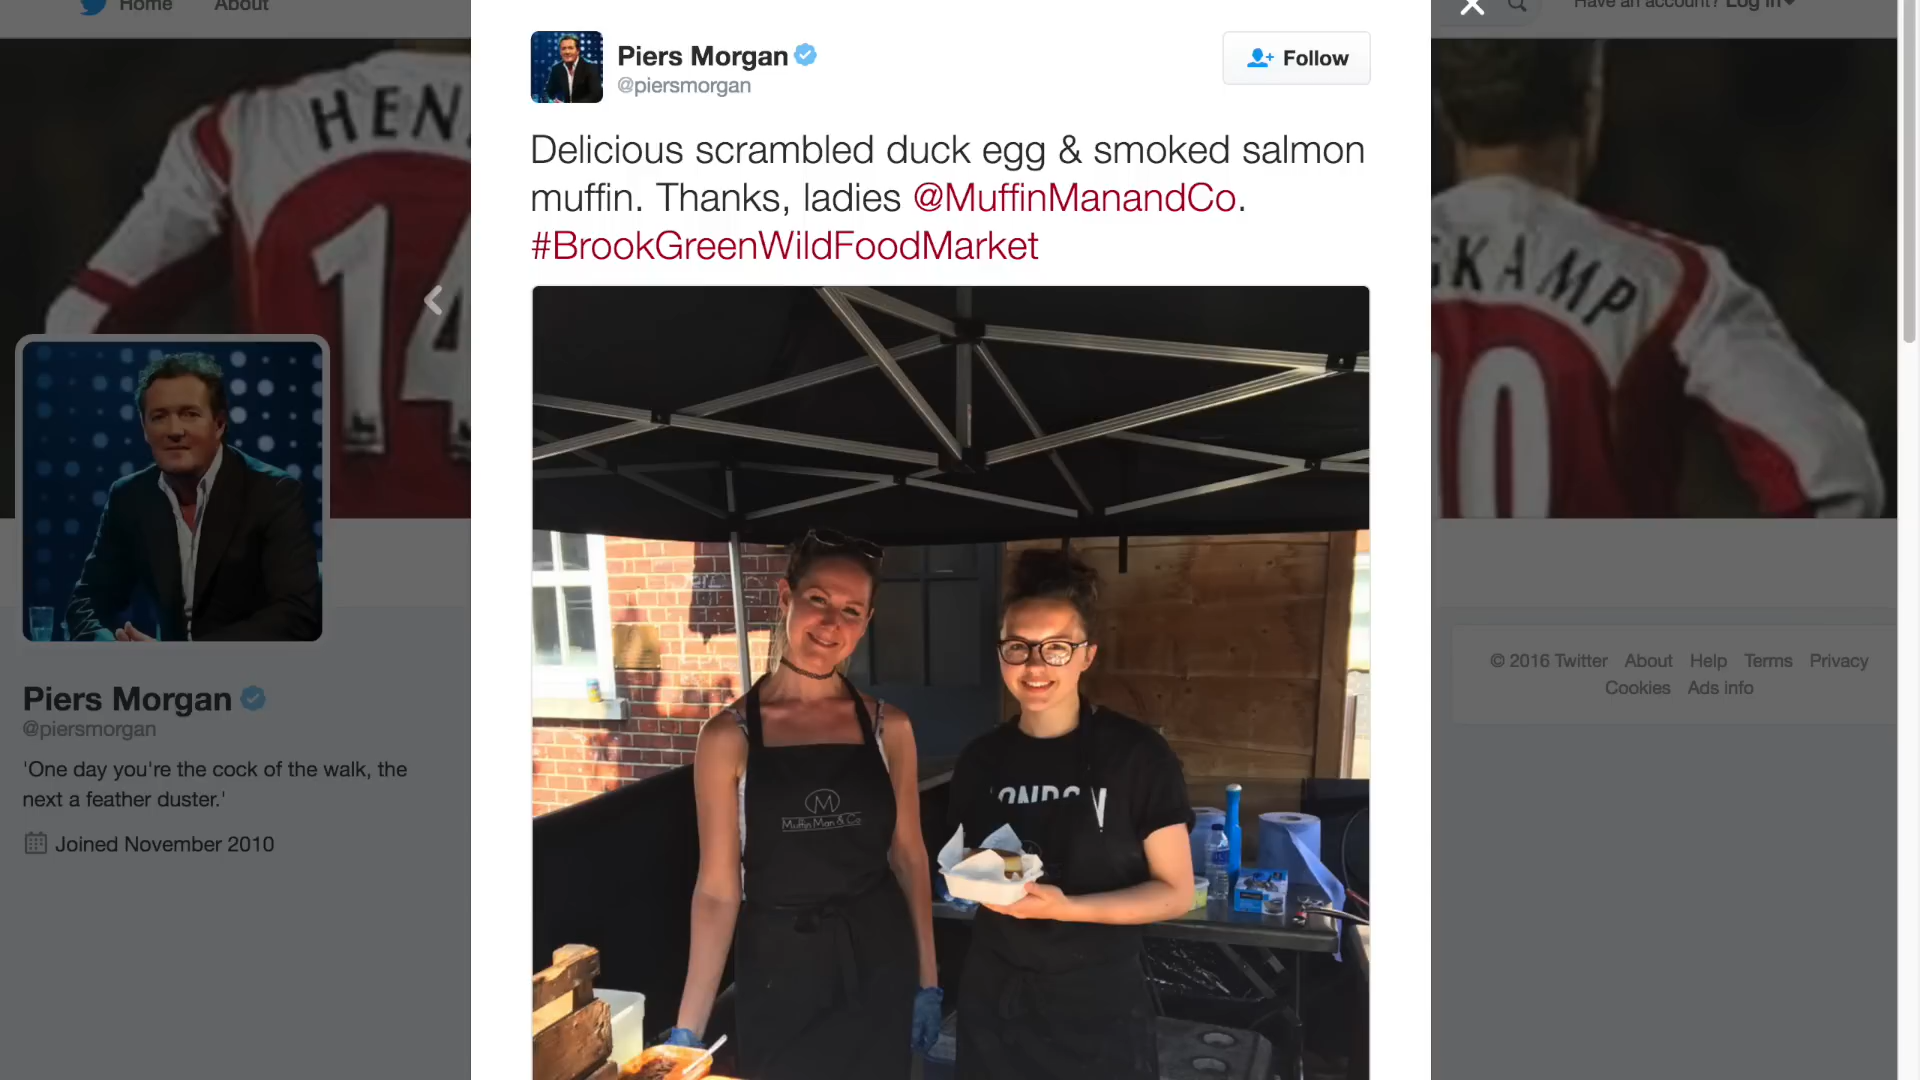 Home About
Have an account? Log in
Piers Morgan
@piersmorgan
Follow
Delicious scrambled duck egg & smoked salmon
muffin. Thanks, ladies @MuffinManandCo.
#BrookGreenWildFoodMarket
HEN
14
GKAMP
0
M
Muffin Man & Co
LONDON
Piers Morgan
@piersmorgan
'One day you're the cock of the walk, the
next a feather duster.'
Joined November 2010
© 2016 Twitter About Help Terms Privacy
Cookies Ads info